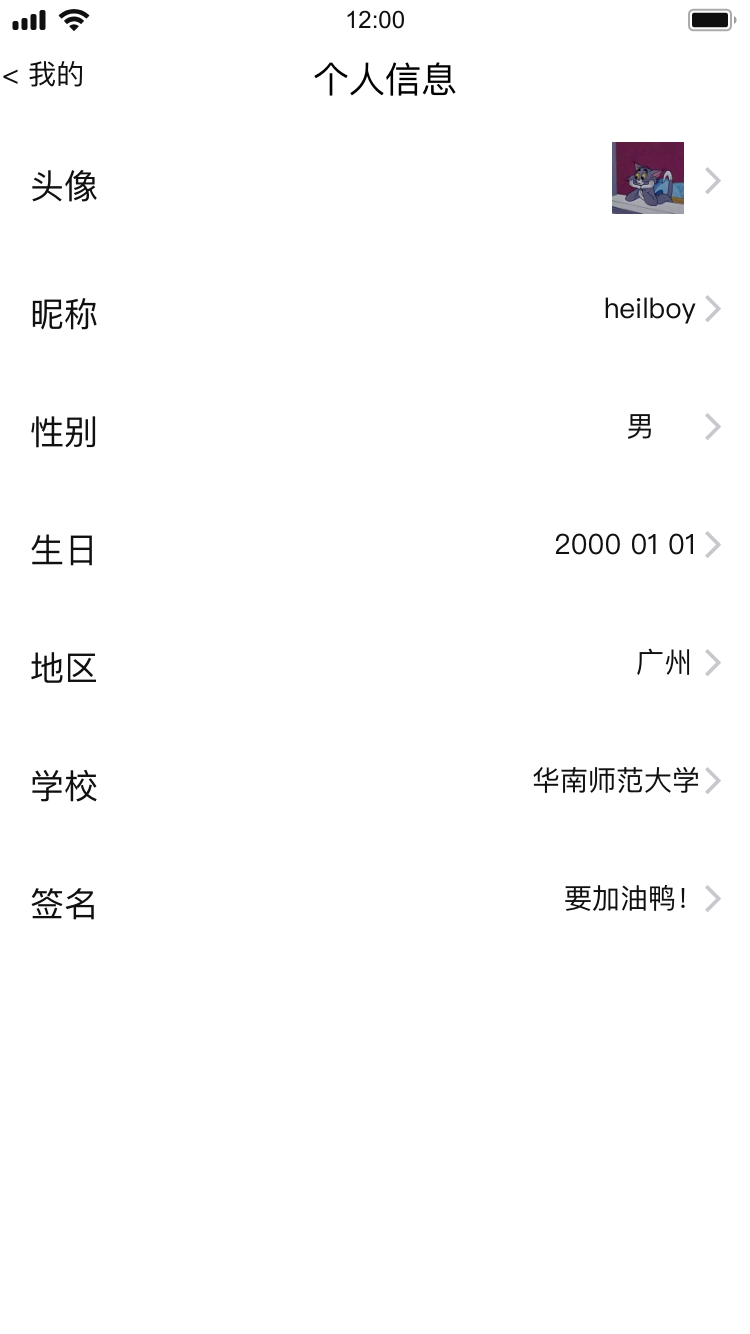 12:00
< 我的
个人信息
头像
昵称 heilboy
性别 男
生日 2000 01 01
地区 广州
学校 华南师范大学
签名 要加油鸭!